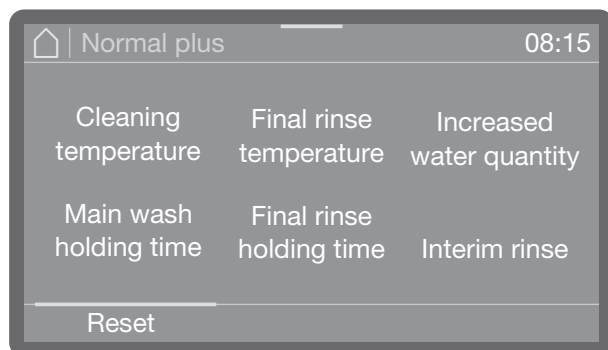 Normal plus 08:15
Cleaning
temperature
Final rinse
temperature
Increased
water quantity
Main wash
holding time
Final rinse
holding time
Interim rinse
Reset